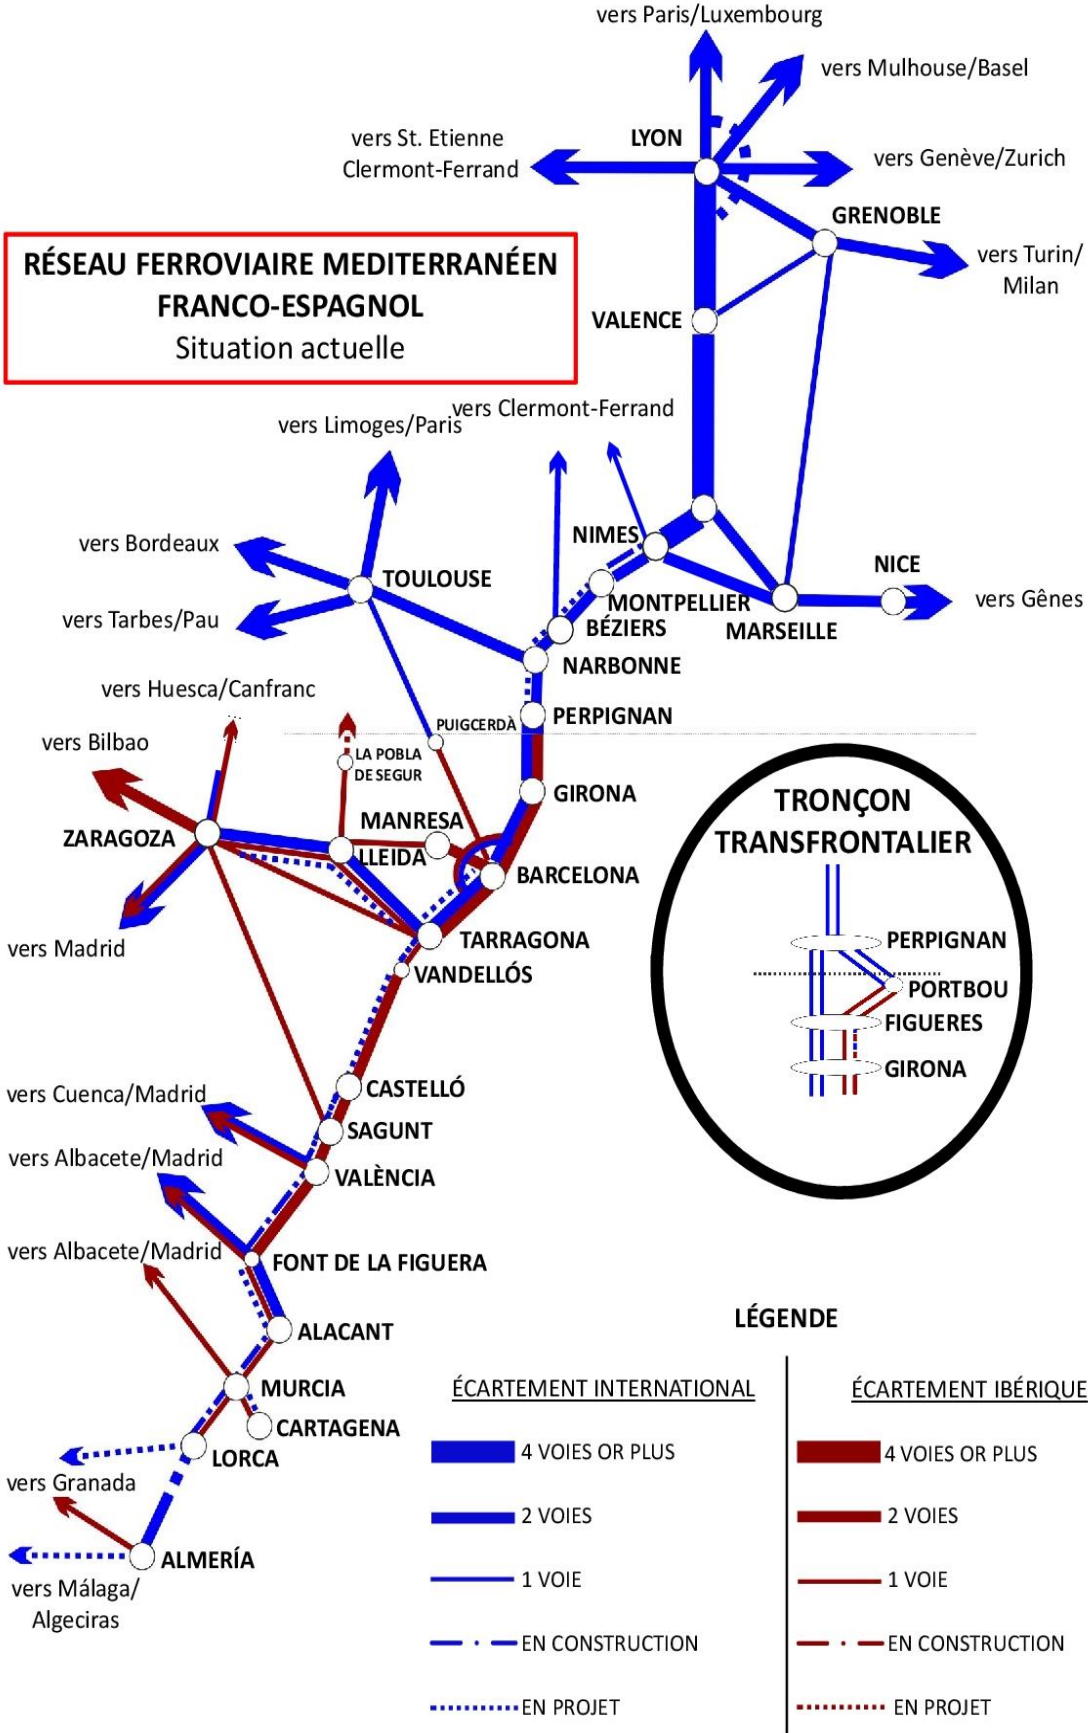 vers Paris/Luxembourg
vers Mulhouse/Basel
LYON
vers St. Etienne
Clermont-Ferrand
vers Genève/Zurich
GRENOBLE
vers Turin/
Milan
RÉSEAU FERROVIAIRE MEDITERRANÉEN
FRANCO-ESPAGNOL
Situation actuelle
VALENCE
vers Clermont-Ferrand
vers Limoges/Paris
NIMES
vers Bordeaux
TOULOUSE
NICE
vers Gênes
MONTPELLIER
vers Tarbes/Pau
BÉZIERS
MARSEILLE
NARBONNE
vers Huesca/Canfranc
PERPIGNAN
PUIGCERDÀ
vers Bilbao
LA POBLA
DE SEGUR
GIRONA
MANRESA
ZARAGOZA
LLEIDA
BARCELONA
TARRAGONA
vers Madrid
VANDELLÓS
TRONÇON
TRANSFRONTALIER
PERPIGNAN
PORTBOU
FIGUERES
GIRONA
CASTELLÓ
vers Cuenca/Madrid
SAGUNT
vers Albacete/Madrid
VALÈNCIA
vers Albacete/Madrid
FONT DE LA FIGUERA
ALACANT
MURCIA
CARTAGENA
LORCA
vers Granada
ALMERÍA
vers Málaga/
Algeciras
LÉGENDE
ÉCARTEMENT INTERNATIONAL
4 VOIES OR PLUS
2 VOIES
1 VOIE
EN CONSTRUCTION
EN PROJET
ÉCARTEMENT IBÉRIQUE
4 VOIES OR PLUS
2 VOIES
1 VOIE
EN CONSTRUCTION
EN PROJET